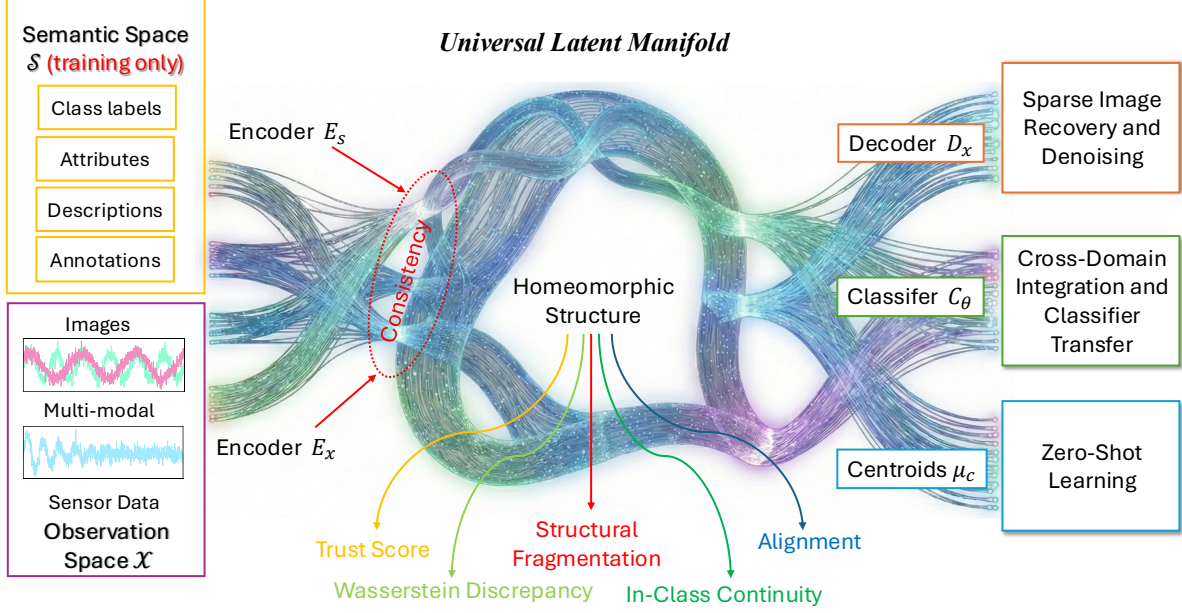 Universal Latent Manifold
Semantic Space
𝒮 (training only)
Class labels
Attributes
Descriptions
Annotations
Images
Multi-modal
Sensor Data
Observation
Space 𝒳
Encoder E_s
Consistency
Encoder E_x
Homeomorphic
Structure
Trust Score
Wasserstein Discrepancy
Structural
Fragmentation
In-Class Continuity
Alignment
Decoder D_x
Classifer C_θ
Centroids μ_c
Sparse Image
Recovery and
Denoising
Cross-Domain
Integration and
Classifier
Transfer
Zero-Shot
Learning